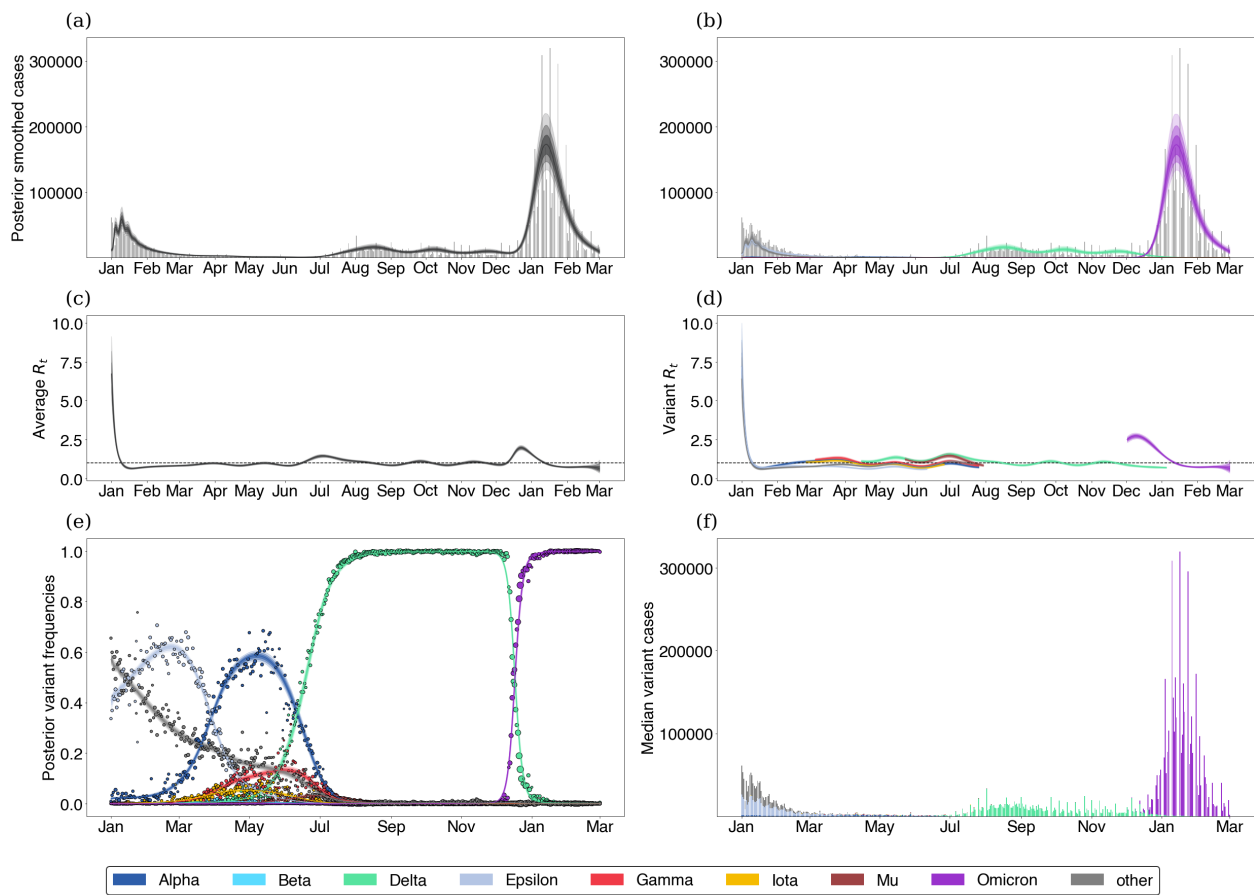 (a)
Posterior smoothed cases
300000
200000
100000
Jan Feb Mar Apr May Jun Jul Aug Sep Oct Nov Dec Jan Feb Mar
(b)
300000
200000
100000
Jan Feb Mar Apr May Jun Jul Aug Sep Oct Nov Dec Jan Feb Mar
(c)
Average R_t
10.0
7.5
5.0
2.5
0.0
Jan Feb Mar Apr May Jun Jul Aug Sep Oct Nov Dec Jan Feb Mar
(d)
Variant R_t
10.0
7.5
5.0
2.5
0.0
Jan Feb Mar Apr May Jun Jul Aug Sep Oct Nov Dec Jan Feb Mar
(e)
Posterior variant frequencies
1.0
0.8
0.6
0.4
0.2
0.0
Jan Mar May Jul Sep Nov Jan Mar
(f)
Median variant cases
300000
200000
100000
Jan Mar May Jul Sep Nov Jan Mar
Alpha Beta Delta Epsilon Gamma Iota Mu Omicron other